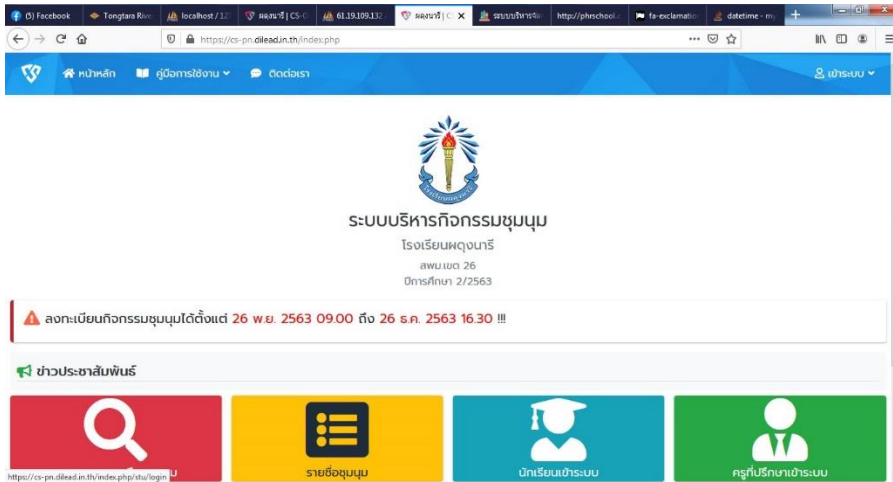 (5) Facebook
Tongtara Rive
localhost / 12
ผดุงนารี | CS-
61.19.109.132
ผดุงนารี | C
ระบบบริหารจัด
http://phrschool.
fa-exclamatio
datetime - my
https://cs-pn.dilead.in.th/index.php
หน้าหลัก
คู่มือการใช้งาน
ติดต่อเรา
เข้าระบบ
ระบบบริหารกิจกรรมชุมนุม
โรงเรียนผดุงนารี
สพม.เขต 26
ปีการศึกษา 2/2563
ลงทะเบียนกิจกรรมชุมนุมได้ตั้งแต่ 26 พ.ย. 2563 09.00 ถึง 26 ธ.ค. 2563 16.30 !!!
ข่าวประชาสัมพันธ์
รายชื่อชุมนุม
นักเรียนเข้าระบบ
ครูที่ปรึกษาเข้าระบบ
https://cs-pn.dilead.in.th/index.php/stu/login